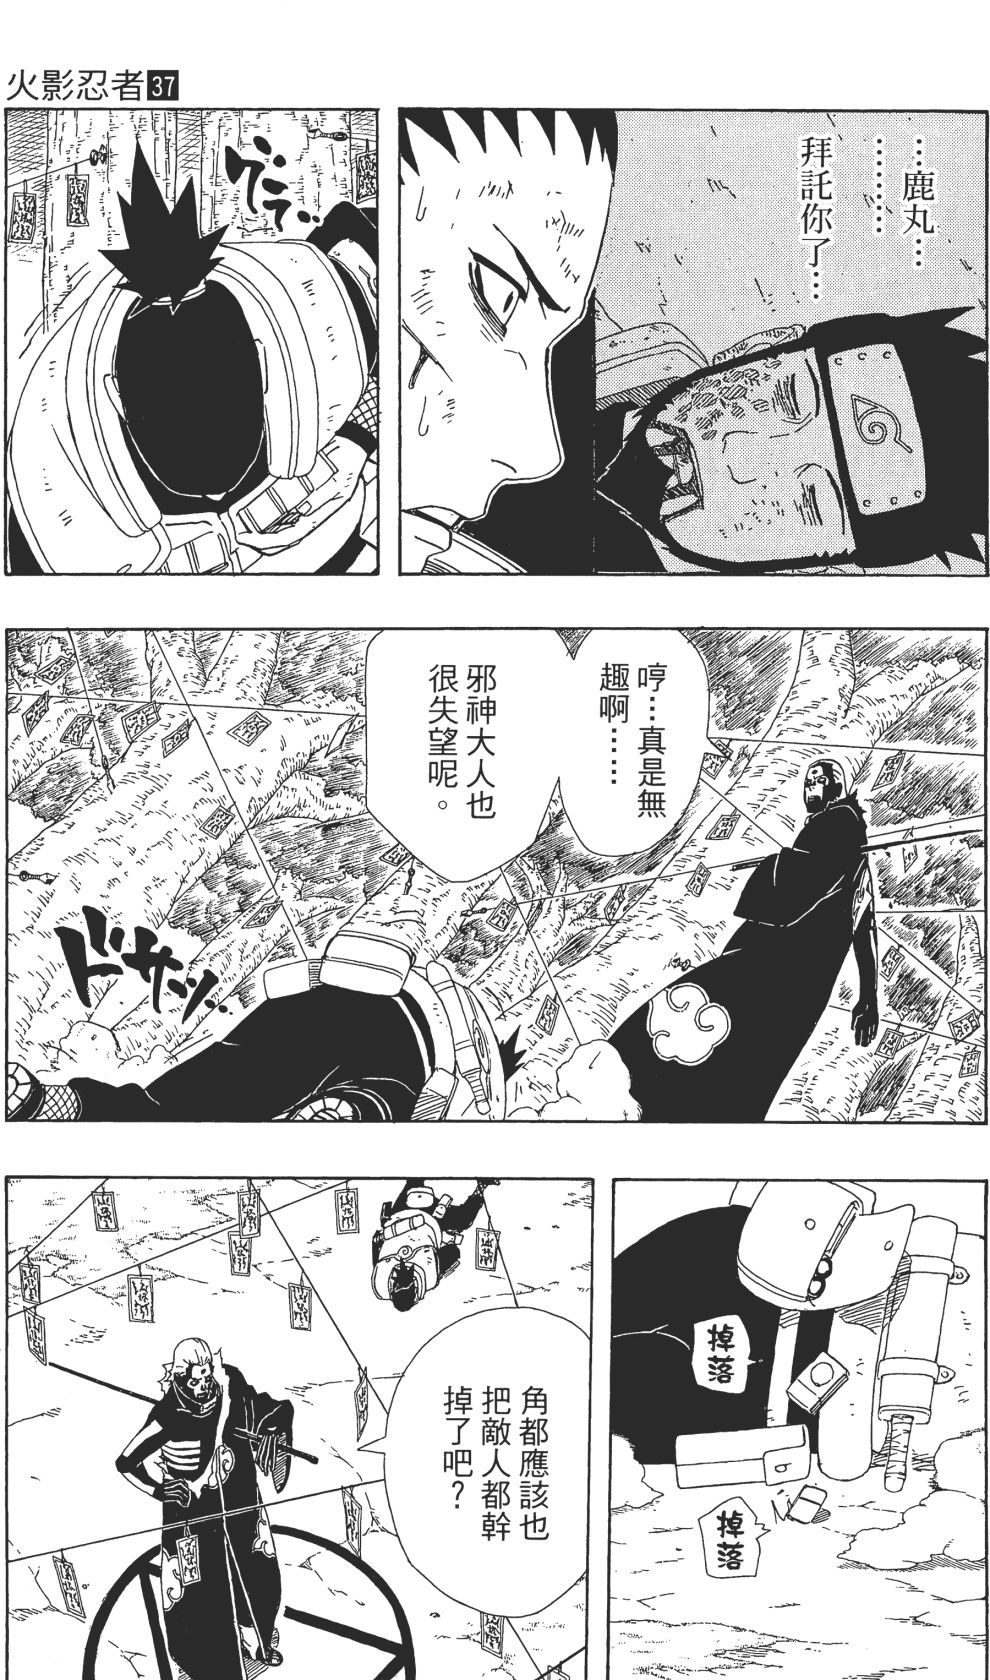 火影忍者37
…鹿丸…
………
拜託你了…
グラッ
哼…真是無
趣啊……
邪神大人也
很失望呢。
ドサッ
掉落
掉落
角都應該也
把敵人都幹
掉了吧？